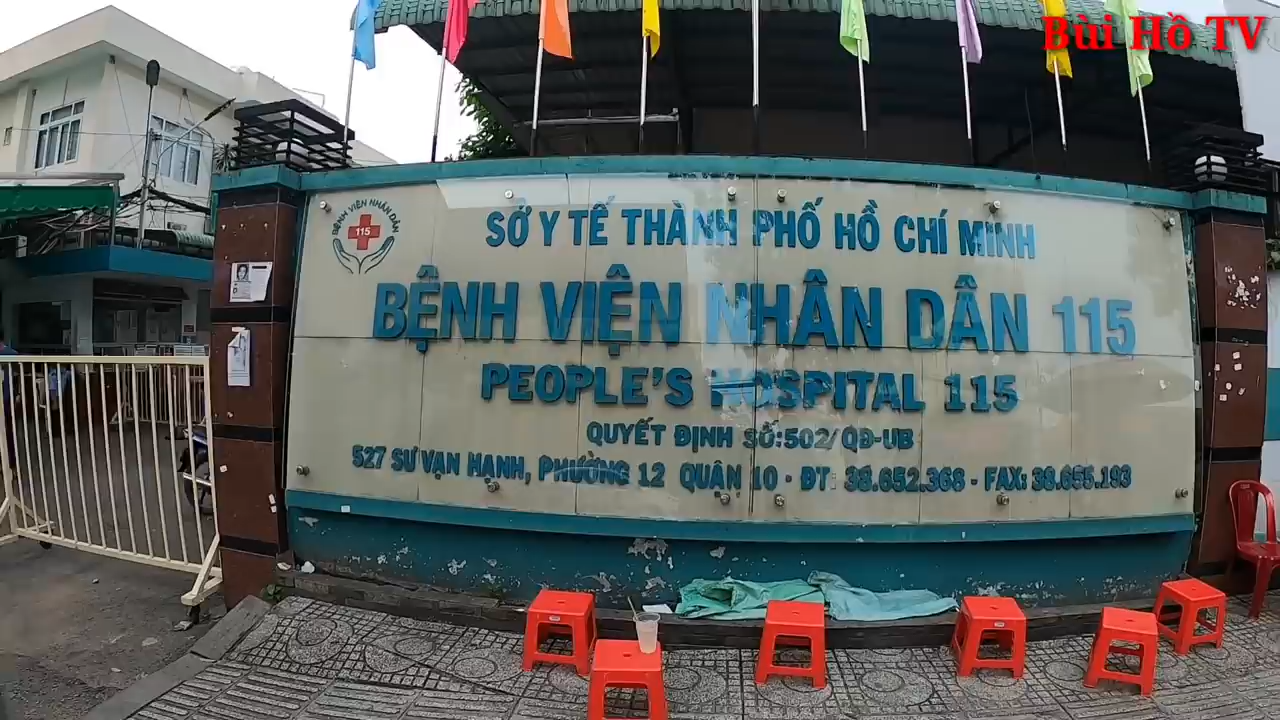 Bùi Hồ TV
BỆNH VIỆN NHÂN DÂN
115
SỞ Y TẾ THÀNH PHỐ HỒ CHÍ MINH
BỆNH VIỆN NHÂN DÂN 115
PEOPLE'S HOSPITAL 115
QUYẾT ĐỊNH SỐ:502/QĐ-UB
527 SƯ VẠN HẠNH, PHƯỜNG 12 QUẬN 10 - ĐT: 38.652.368 - FAX: 38.655.193